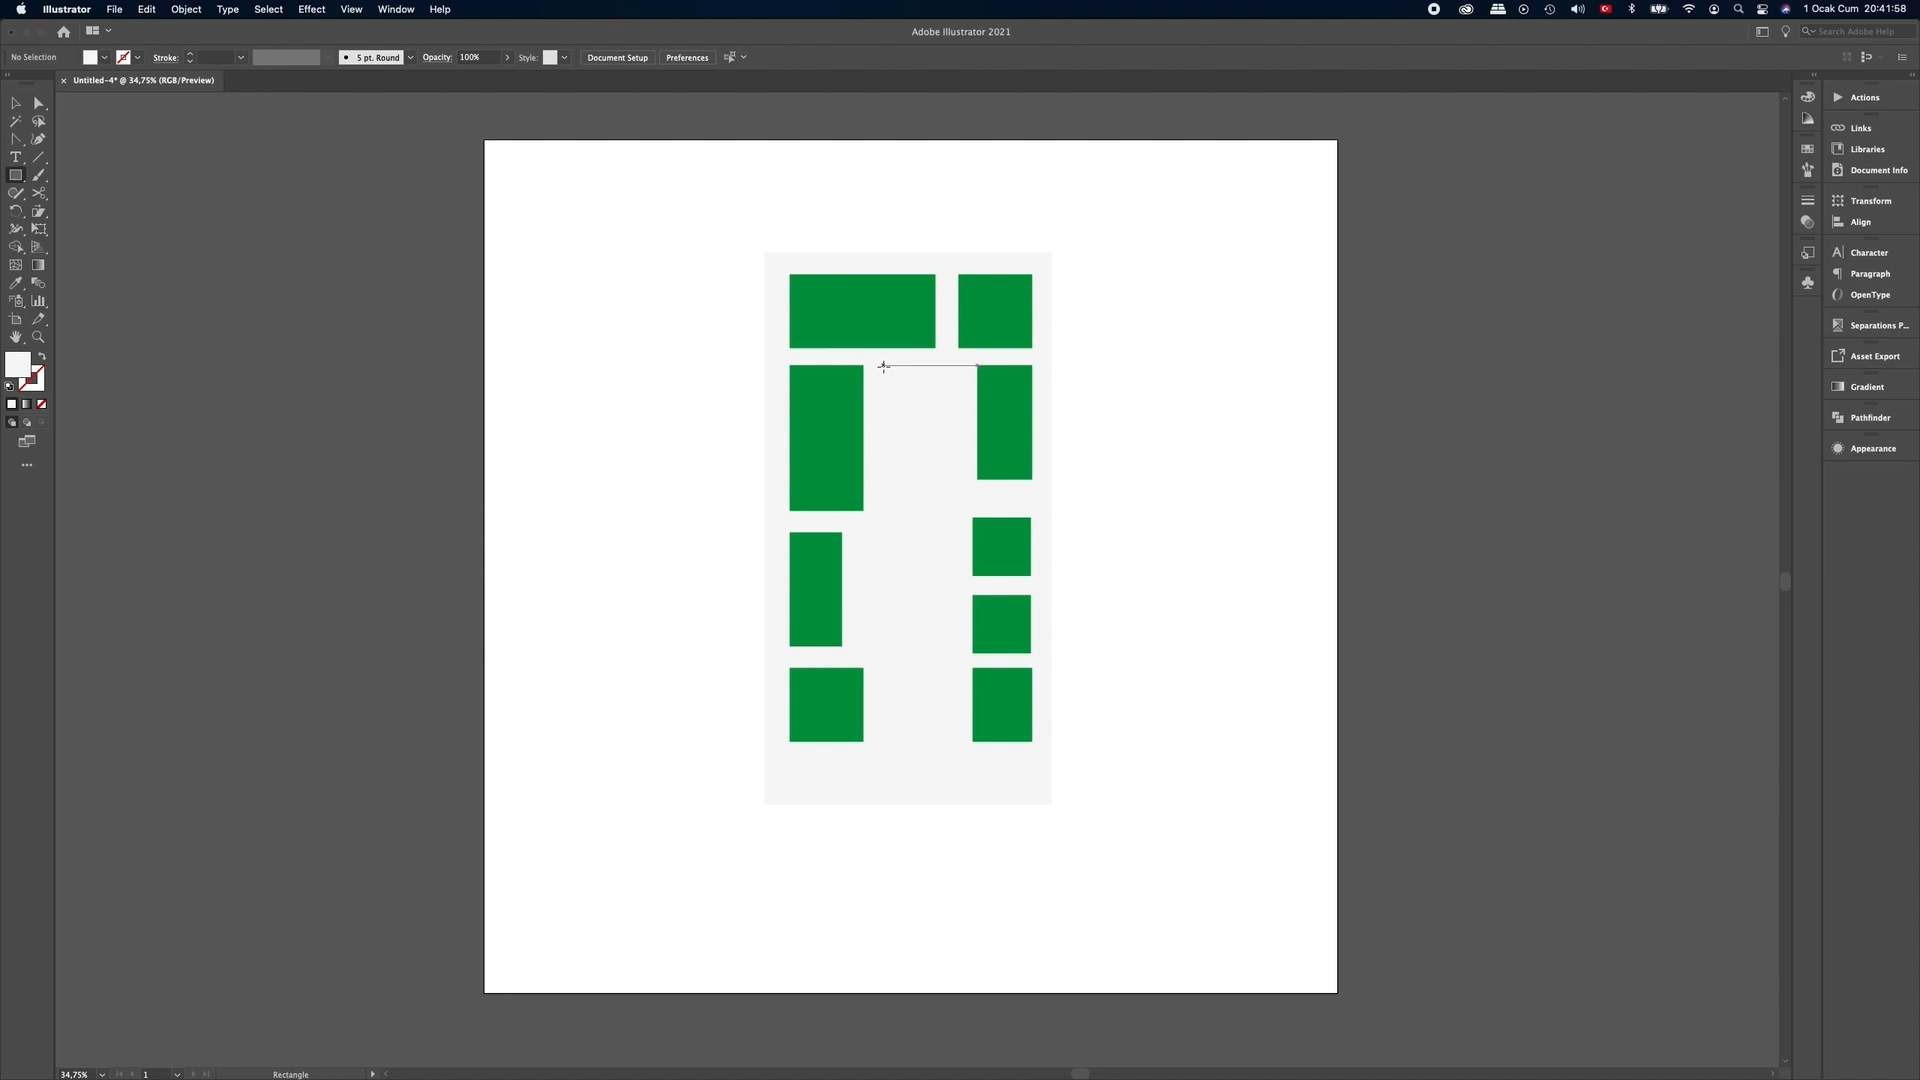 Illustrator File Edit Object Type Select Effect View Window Help 1 Ocak Cum 20:41:58
Adobe Illustrator 2021 Search Adobe Help
No Selection Stroke: 5 pt. Round Opacity: 100% Style: Document Setup Preferences
Untitled-4* @ 34,75% (RGB/Preview)
Actions
Links
Libraries
Document Info
Transform
Align
Character
Paragraph
OpenType
Separations P...
Asset Export
Gradient
Pathfinder
Appearance
34,75% 1 Rectangle